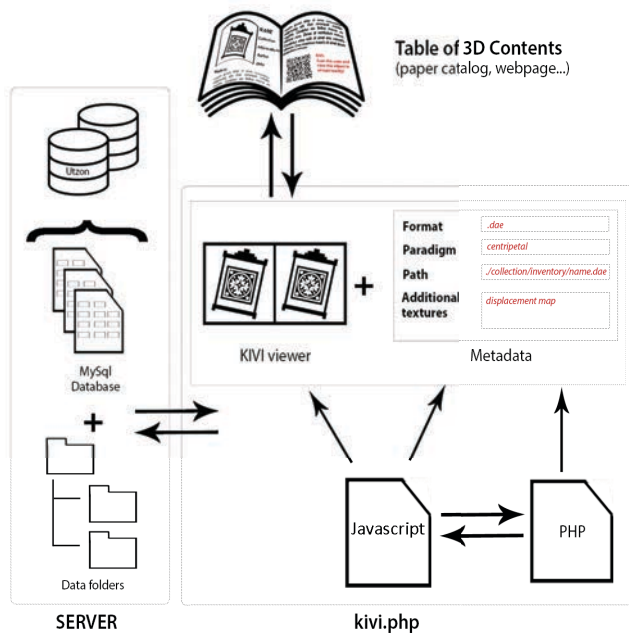 Table of 3D Contents
(paper catalog, webpage...)
Utzon
MySql
Database
+
Data folders
SERVER
+
KIVI viewer
Format
.dae
Paradigm
centripetal
Path
./collection/inventory/name.dae
Additional
textures
displacement map
Metadata
Javascript
PHP
kivi.php